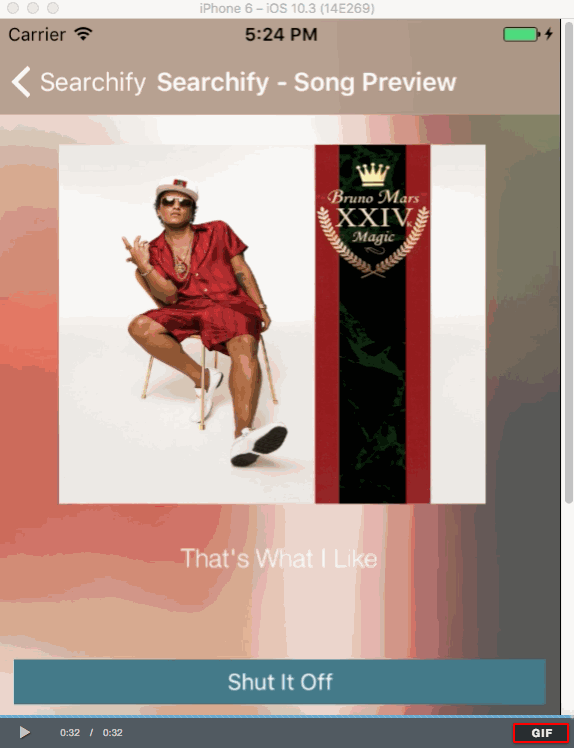 iPhone 6 – iOS 10.3 (14E269)
Carrier 5:24 PM
Searchify Searchify - Song Preview
Bruno Mars
XXIVK
Magic
That's What I Like
Shut It Off
0:32 / 0:32 GIF